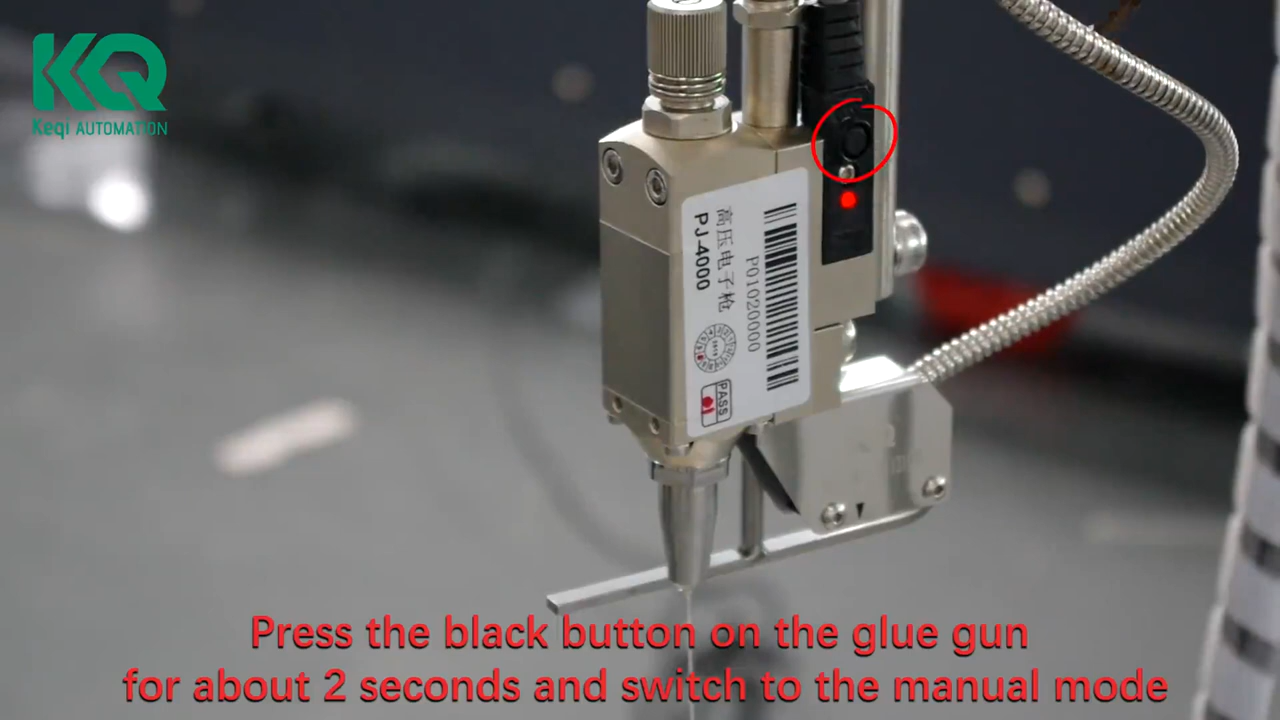 KQ
Keqi AUTOMATION
高压电子枪
PJ-4000
P01020000
PASS
Press the black button on the glue gun
for about 2 seconds and switch to the manual mode